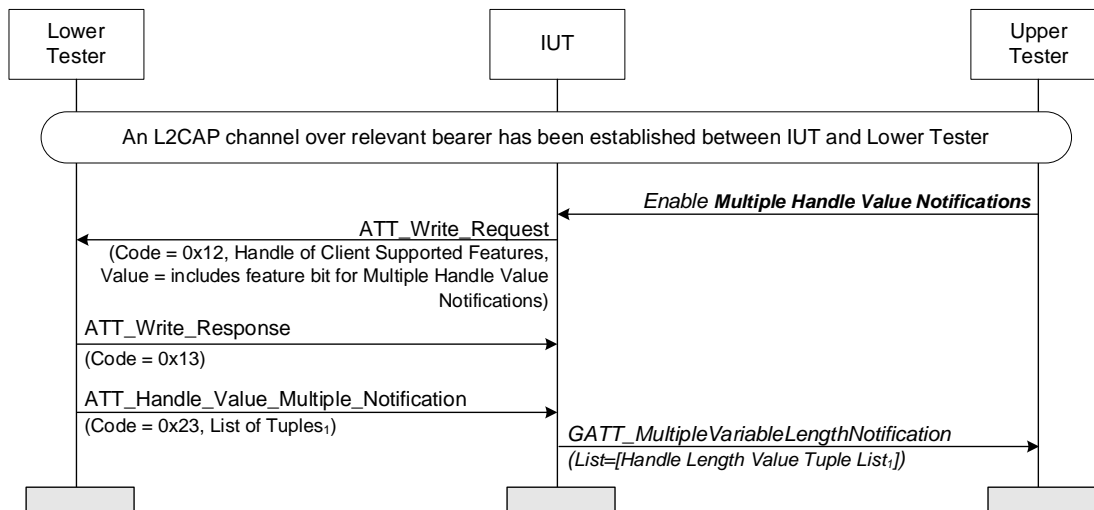 Lower
Tester
IUT
Upper
Tester
An L2CAP channel over relevant bearer has been established between IUT and Lower Tester
Enable Multiple Handle Value Notifications
ATT_Write_Request
(Code = 0x12, Handle of Client Supported Features,
Value = includes feature bit for Multiple Handle Value
Notifications)
ATT_Write_Response
(Code = 0x13)
ATT_Handle_Value_Multiple_Notification
(Code = 0x23, List of Tuples₁)
GATT_MultipleVariableLengthNotification
(List=[Handle Length Value Tuple List₁])